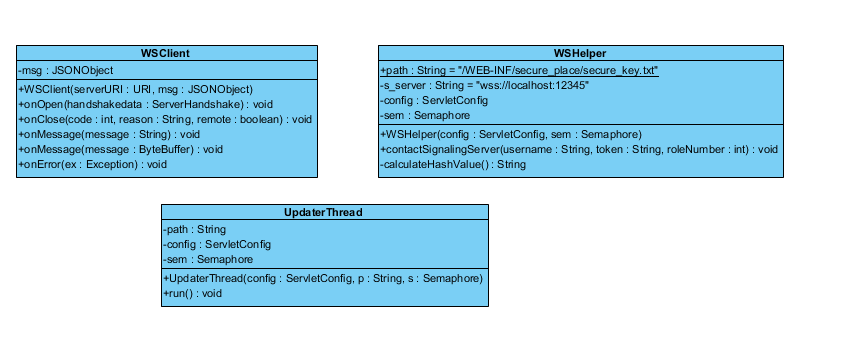 WSClient
-msg : JSONObject
+WSClient(serverURI : URI, msg : JSONObject)
+onOpen(handshakedata : ServerHandshake) : void
+onClose(code : int, reason : String, remote : boolean) : void
+onMessage(message : String) : void
+onMessage(message : ByteBuffer) : void
+onError(ex : Exception) : void
WSHelper
+path : String = "/WEB-INF/secure_place/secure_key.txt"
-s_server : String = "wss://localhost:12345"
-config : ServletConfig
-sem : Semaphore
+WSHelper(config : ServletConfig, sem : Semaphore)
+contactSignalingServer(username : String, token : String, roleNumber : int) : void
-calculateHashValue() : String
UpdaterThread
-path : String
-config : ServletConfig
-sem : Semaphore
+UpdaterThread(config : ServletConfig, p : String, s : Semaphore)
+run() : void